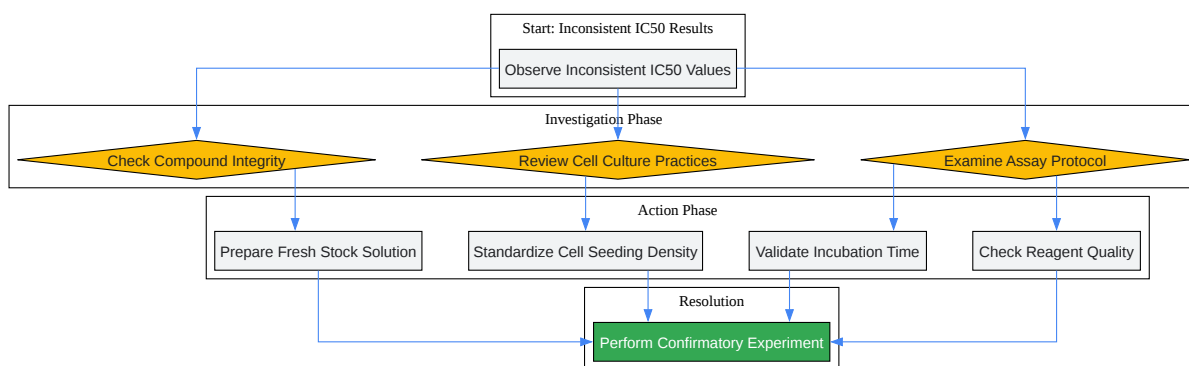 Start: Inconsistent IC50 Results
Observe Inconsistent IC50 Values
Investigation Phase
Check Compound Integrity
Review Cell Culture Practices
Examine Assay Protocol
Action Phase
Prepare Fresh Stock Solution
Standardize Cell Seeding Density
Validate Incubation Time
Check Reagent Quality
Resolution
Perform Confirmatory Experiment